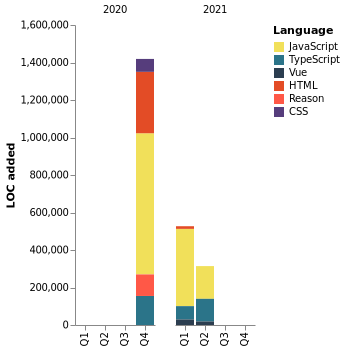 2020 2021
1,600,000
1,400,000
1,200,000
1,000,000
800,000
600,000
400,000
200,000
0
LOC added
Q1 Q2 Q3 Q4 Q1 Q2 Q3 Q4
Language
JavaScript
TypeScript
Vue
HTML
Reason
CSS